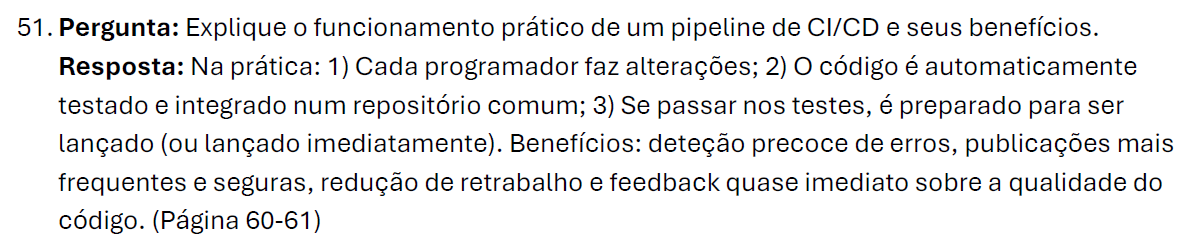 51. Pergunta: Explique o funcionamento prático de um pipeline de CI/CD e seus benefícios.
Resposta: Na prática: 1) Cada programador faz alterações; 2) O código é automaticamente
testado e integrado num repositório comum; 3) Se passar nos testes, é preparado para ser
lançado (ou lançado imediatamente). Benefícios: deteção precoce de erros, publicações mais
frequentes e seguras, redução de retrabalho e feedback quase imediato sobre a qualidade do
código. (Página 60-61)